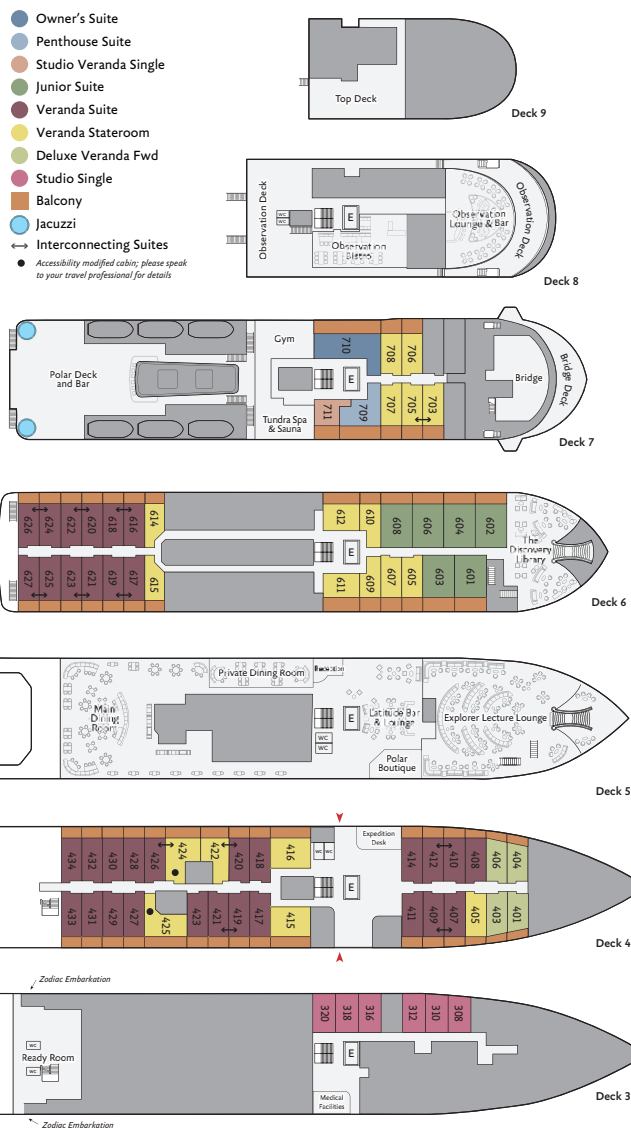 Owner's Suite
Penthouse Suite
Studio Veranda Single
Junior Suite
Veranda Suite
Veranda Stateroom
Deluxe Veranda Fwd
Studio Single
Balcony
Jacuzzi
Interconnecting Suites
Accessibility modified cabin; please speak
to your travel professional for details
Top Deck
Deck 9
Observation Deck
WC
WC
E
Observation
Bistro
Observation
Lounge & Bar
Observation Deck
Deck 8
Polar Deck
and Bar
Gym
Tundra Spa
& Sauna
710
708
706
E
711
709
707
705
703
Bridge
Bridge Deck
Deck 7
626
624
622
620
618
616
614
612
610
608
606
604
602
E
627
625
623
621
619
617
615
611
609
607
605
603
601
The
Discovery
Library
Deck 6
Main
Dining
Room
Private Dining Room
Reception
E
WC
WC
Latitude Bar
& Lounge
Polar
Boutique
Explorer Lecture Lounge
Deck 5
434
432
430
428
426
424
422
420
418
416
WC
WC
Expedition
Desk
414
412
410
408
406
404
E
433
431
429
427
425
423
421
419
417
415
411
409
407
405
403
401
Deck 4
Zodiac Embarkation
WC
Ready Room
WC
320
318
316
312
310
308
E
Medical
Facilities
Deck 3
Zodiac Embarkation